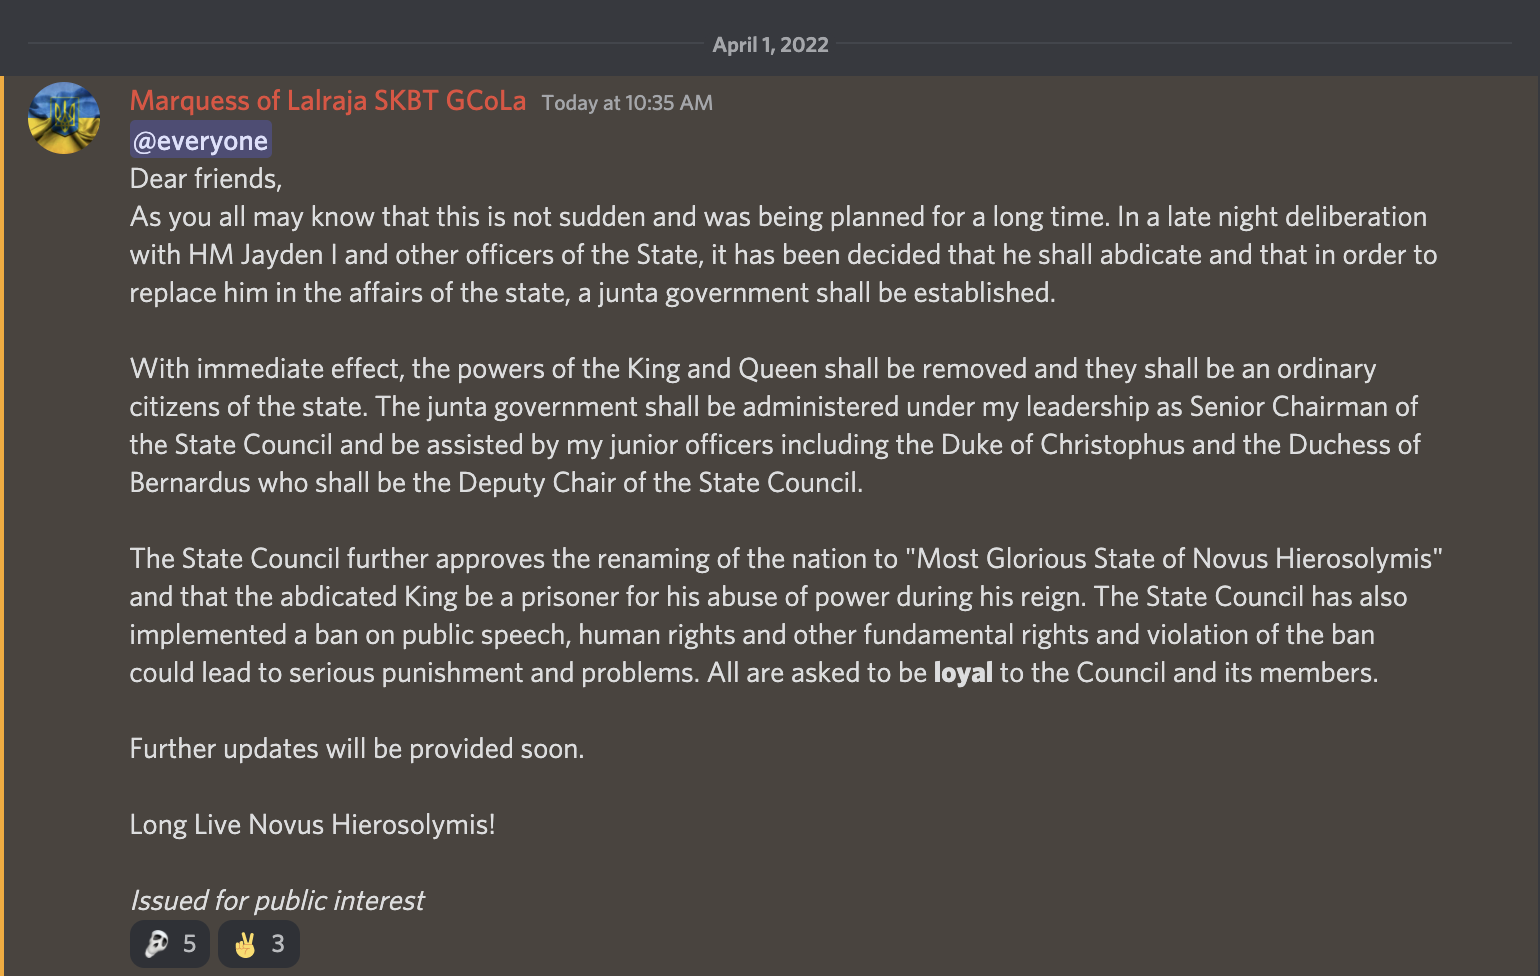 April 1, 2022
Marquess of Lalraja SKBT GCoLa Today at 10:35 AM
@everyone
Dear friends,
As you all may know that this is not sudden and was being planned for a long time. In a late night deliberation
with HM Jayden I and other officers of the State, it has been decided that he shall abdicate and that in order to
replace him in the affairs of the state, a junta government shall be established.
With immediate effect, the powers of the King and Queen shall be removed and they shall be an ordinary
citizens of the state. The junta government shall be administered under my leadership as Senior Chairman of
the State Council and be assisted by my junior officers including the Duke of Christophus and the Duchess of
Bernardus who shall be the Deputy Chair of the State Council.
The State Council further approves the renaming of the nation to "Most Glorious State of Novus Hierosolymis"
and that the abdicated King be a prisoner for his abuse of power during his reign. The State Council has also
implemented a ban on public speech, human rights and other fundamental rights and violation of the ban
could lead to serious punishment and problems. All are asked to be loyal to the Council and its members.
Further updates will be provided soon.
Long Live Novus Hierosolymis!
Issued for public interest
5 3